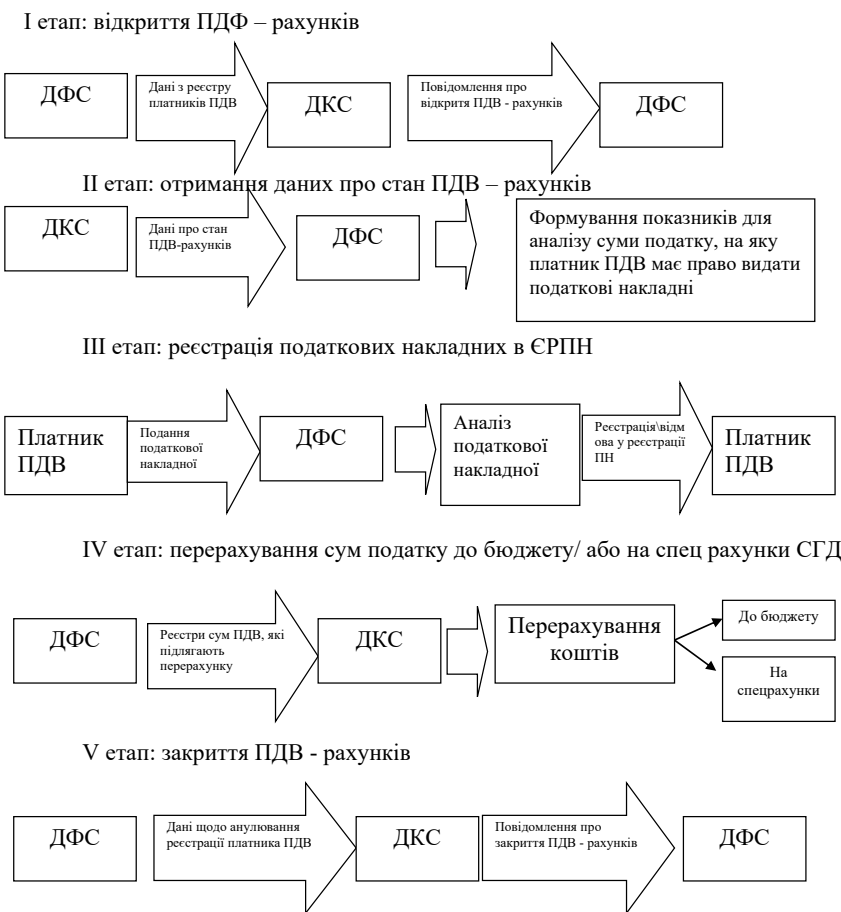 І етап: відкриття ПДФ – рахунків
ДФС
Дані з реєстру
платників ПДВ
ДКС
Повідомлення про
відкритя ПДВ - рахунків
ДФС
ІІ етап: отримання даних про стан ПДВ – рахунків
ДКС
Дані про стан
ПДВ-рахунків
ДФС
Формування показників для
аналізу суми податку, на яку
платник ПДВ має право видати
податкові накладні
ІІІ етап: реєстрація податкових накладних в ЄРПН
Платник
ПДВ
Подання
податкової
накладної
ДФС
Аналіз
податкової
накладної
Реєстрація\відм
ова у реєстрації
ПН
Платник
ПДВ
IV етап: перерахування сум податку до бюджету/ або на спец рахунки СГД
ДФС
Реєстри сум ПДВ, які
підлягають
перерахунку
ДКС
Перерахування
коштів
До бюджету
На
спецрахунки
V етап: закриття ПДВ - рахунків
ДФС
Дані щодо анулювання
реєстрації платника ПДВ
ДКС
Повідомлення про
закриття ПДВ - рахунків
ДФС